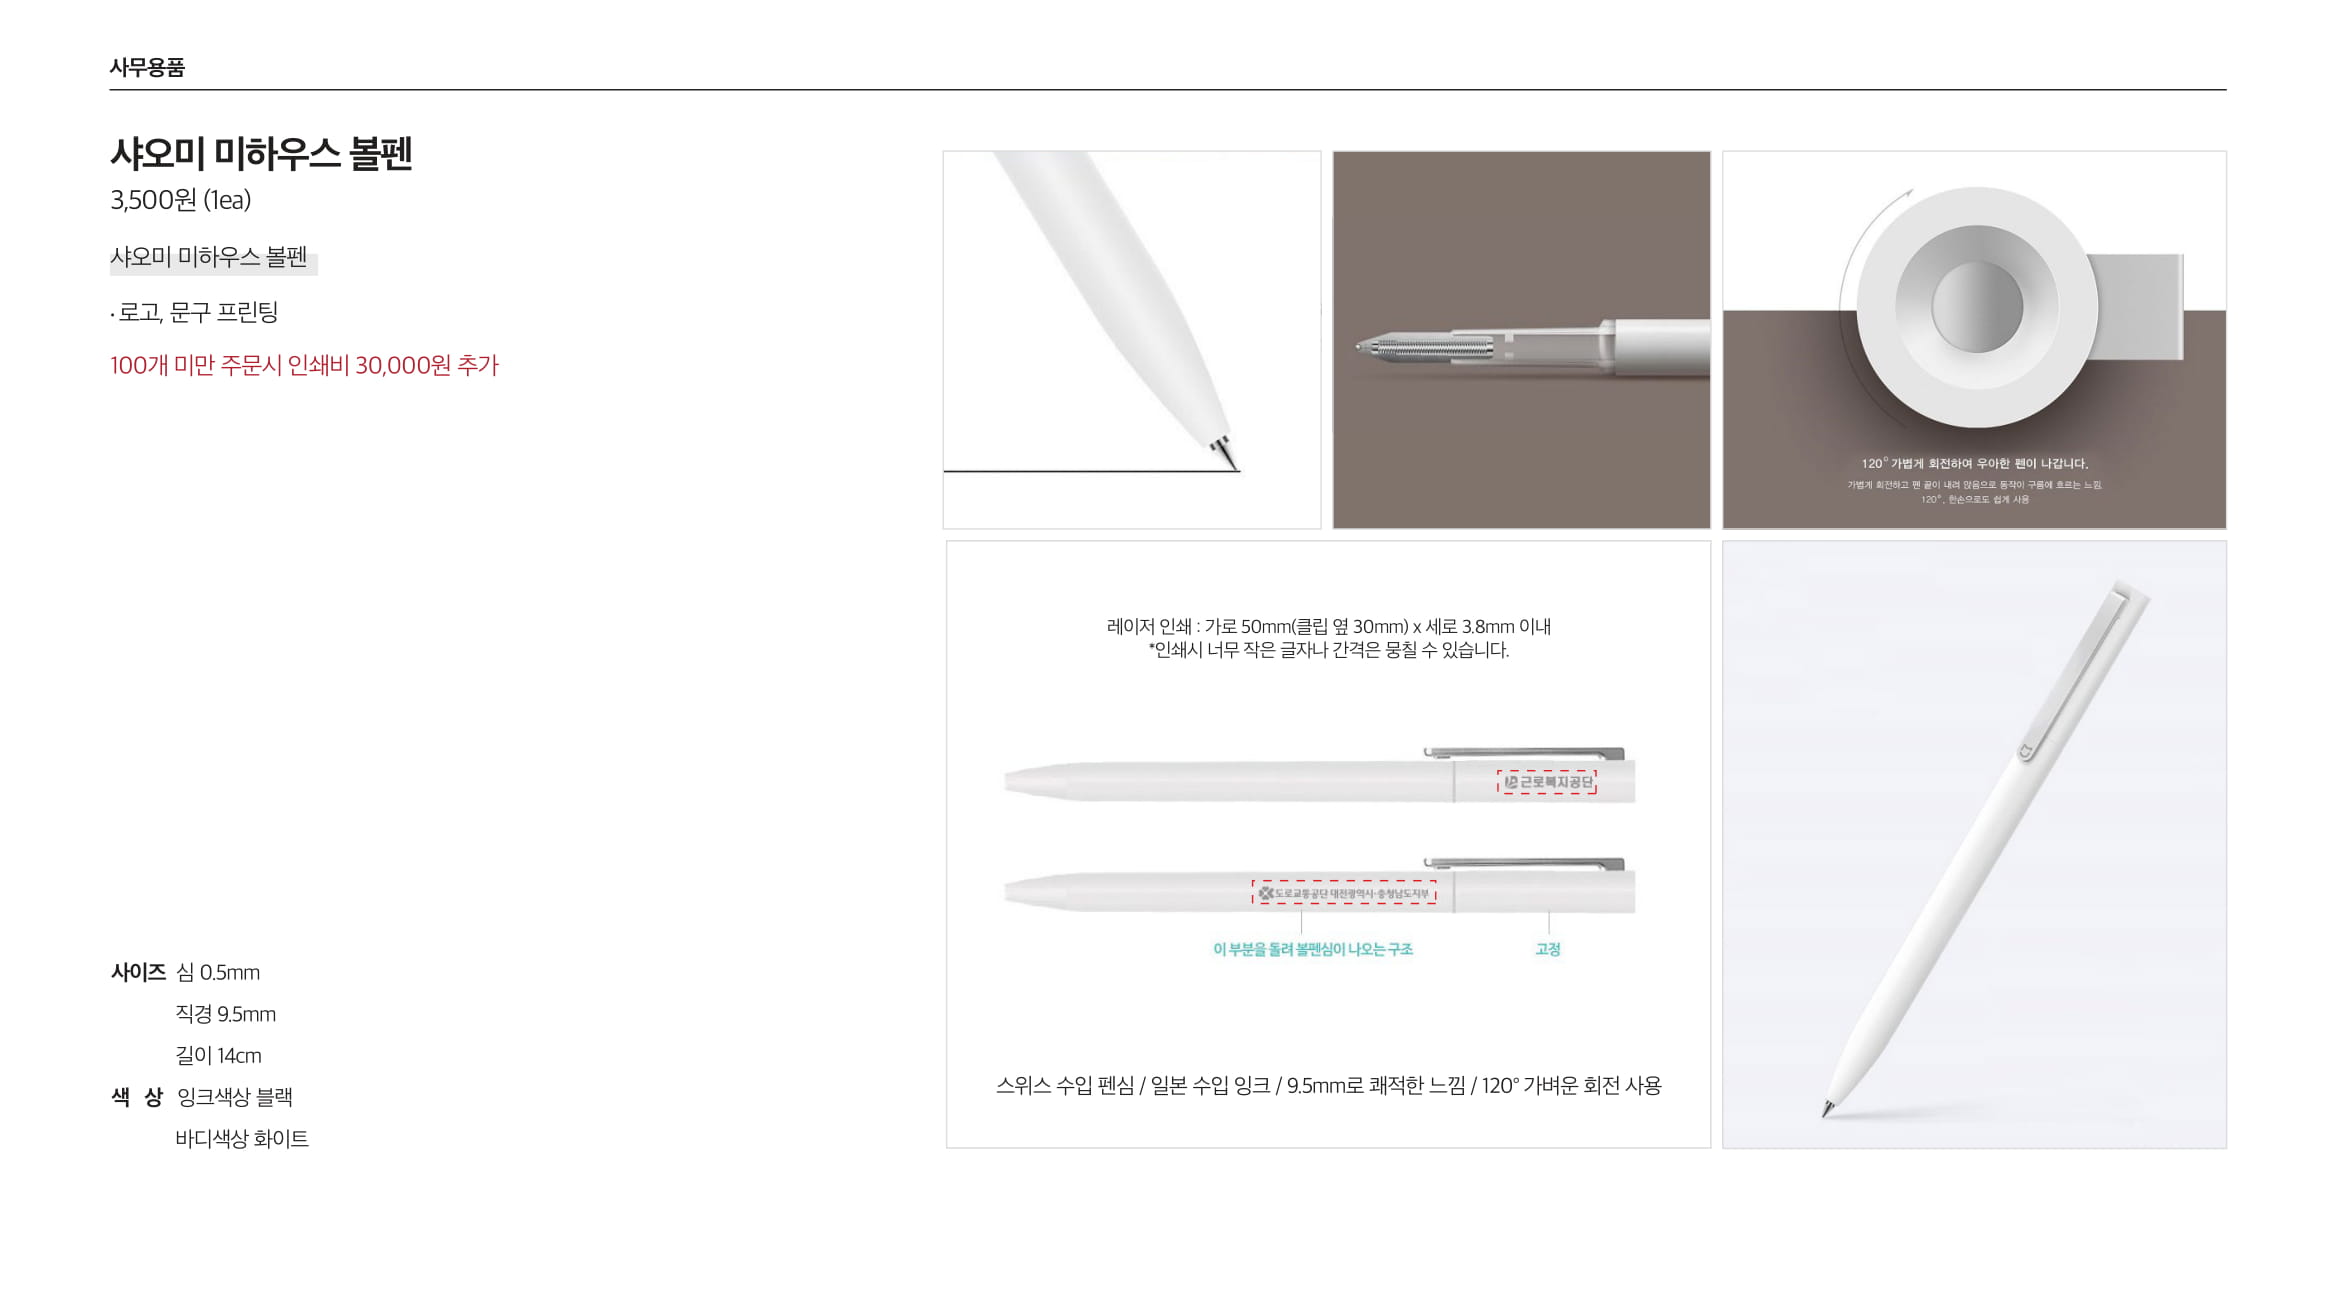 사무용품
샤오미 미하우스 볼펜
3,500원 (1ea)
샤오미 미하우스 볼펜
· 로고, 문구 프린팅
100개 미만 주문시 인쇄비 30,000원 추가
사이즈 심 0.5mm
직경 9.5mm
길이 14cm
색 상 잉크색상 블랙
바디색상 화이트
120° 가볍게 회전하여 우아한 펜이 나갑니다.
가볍게 회전하고 펜 끝이 내려 앉음으로 동작이 구름에 흐르는 느낌.
120°, 한손으로도 쉽게 사용
레이저 인쇄 : 가로 50mm(클립 옆 30mm) x 세로 3.8mm 이내
*인쇄시 너무 작은 글자나 간격은 뭉칠 수 있습니다.
근로복지공단
도로교통공단 대전광역시·충청남도지부
이 부분을 돌려 볼펜심이 나오는 구조
고정
스위스 수입 펜심 / 일본 수입 잉크 / 9.5mm로 쾌적한 느낌 / 120° 가벼운 회전 사용